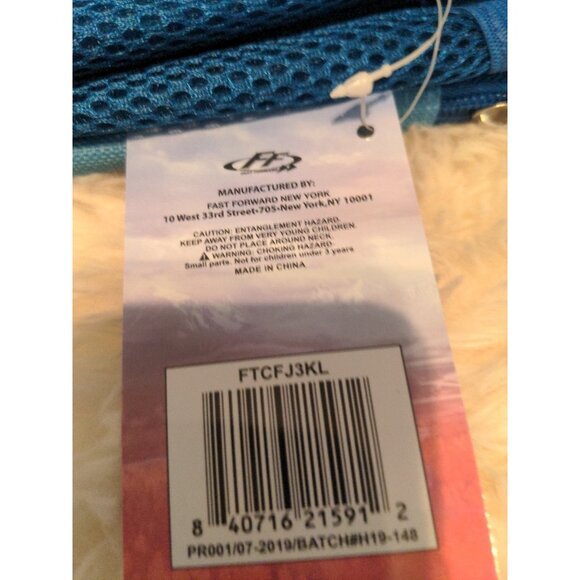 FF
MANUFACTURED BY:
FAST FORWARD NEW YORK
10 West 33rd Street•705•New York,NY 10001
CAUTION: ENTANGLEMENT HAZARD.
KEEP AWAY FROM VERY YOUNG CHILDREN.
DO NOT PLACE AROUND NECK.
WARNING: CHOKING HAZARD-
Small parts. Not for children under 3 years
MADE IN CHINA
FTCFJ3KL
8 40716 21591 2
PR001/07-2019/BATCH#H19-148